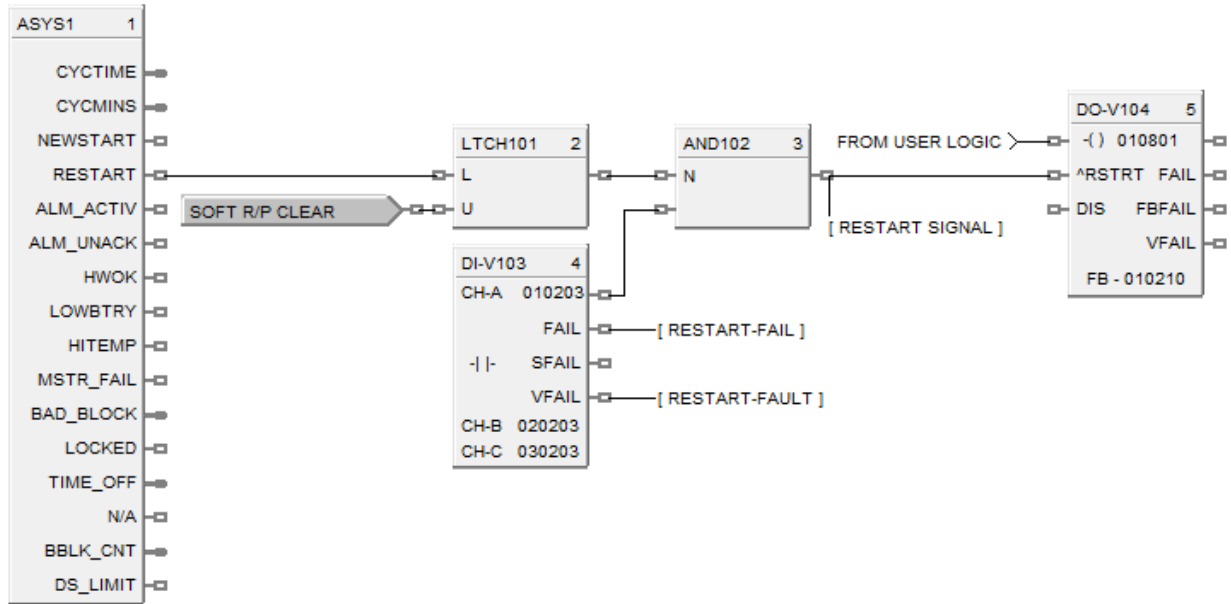 ASYS1 1
CYCTIME
CYCMINS
NEWSTART
RESTART
ALM_ACTIV
ALM_UNACK
HWOK
LOWBTRY
HITEMP
MSTR_FAIL
BAD_BLOCK
LOCKED
TIME_OFF
N/A
BBLK_CNT
DS_LIMIT
SOFT R/P CLEAR
LTCH101 2
L
U
DI-V103 4
CH-A 010203
FAIL
-| |- SFAIL
VFAIL
CH-B 020203
CH-C 030203
[ RESTART-FAIL ]
[ RESTART-FAULT ]
AND102 3
N
[ RESTART SIGNAL ]
FROM USER LOGIC
DO-V104 5
-( ) 010801
^RSTRT FAIL
DIS FBFAIL
VFAIL
FB - 010210